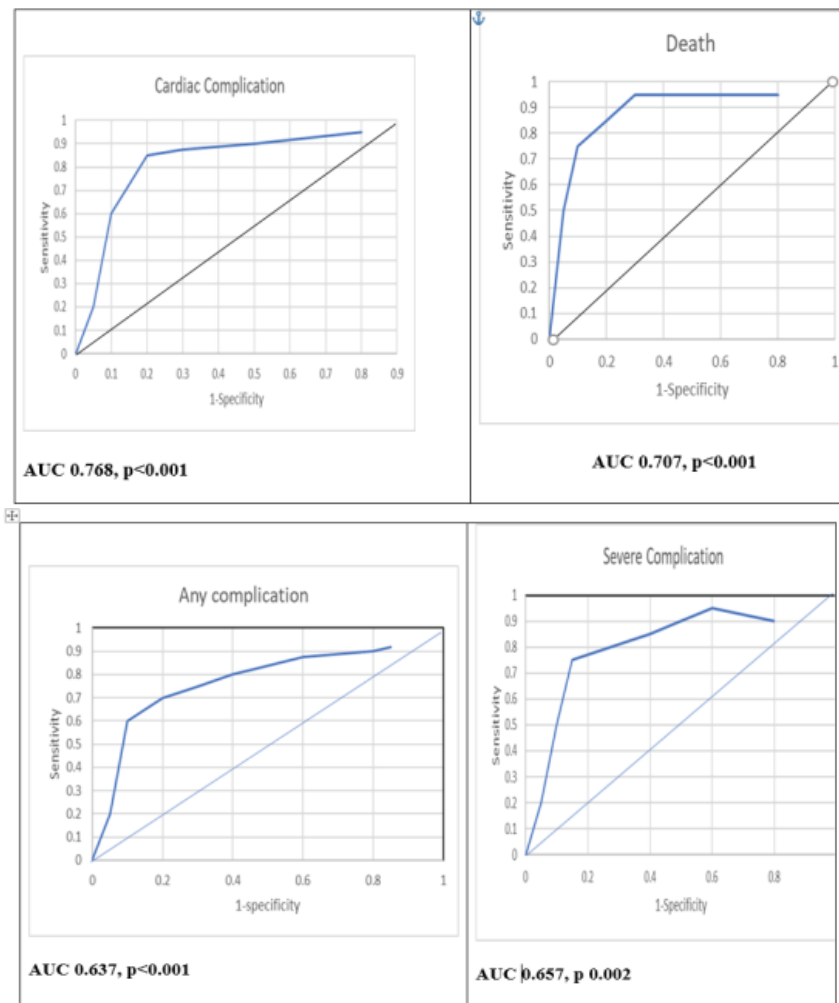 Cardiac Complication
1
0.9
0.8
0.7
0.6
0.5
0.4
0.3
0.2
0.1
0
Sensitivity
0 0.1 0.2 0.3 0.4 0.5 0.6 0.7 0.8 0.9
1-Specificity
AUC 0.768, p<0.001
Death
1
0.9
0.8
0.7
0.6
0.5
0.4
0.3
0.2
0.1
0
Sensitivity
0 0.2 0.4 0.6 0.8 1
1-Specificity
AUC 0.707, p<0.001
Any complication
1
0.9
0.8
0.7
0.6
0.5
0.4
0.3
0.2
0.1
0
Sensitivity
0 0.2 0.4 0.6 0.8 1
1-specificity
AUC 0.637, p<0.001
Severe Complication
1
0.9
0.8
0.7
0.6
0.5
0.4
0.3
0.2
0.1
0
Sensitivity
0 0.2 0.4 0.6 0.8
1-Specificity
AUC 0.657, p 0.002